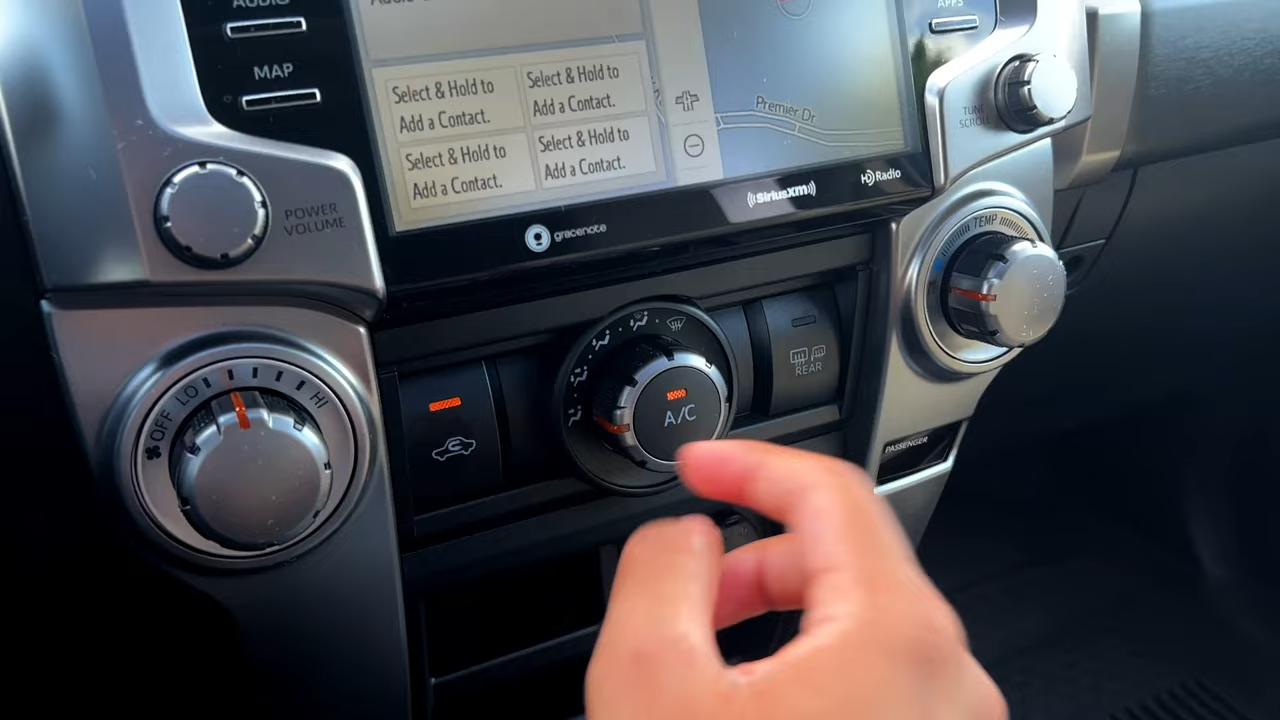 AUDIO
MAP
POWER
VOLUME
Select & Hold to
Add a Contact.
Select & Hold to
Add a Contact.
Select & Hold to
Add a Contact.
Select & Hold to
Add a Contact.
Premier Dr
APPS
TUNE
SCROLL
gracenote
SiriusXM
HD Radio
TEMP
OFF LO HI
A/C
REAR
PASSENGER